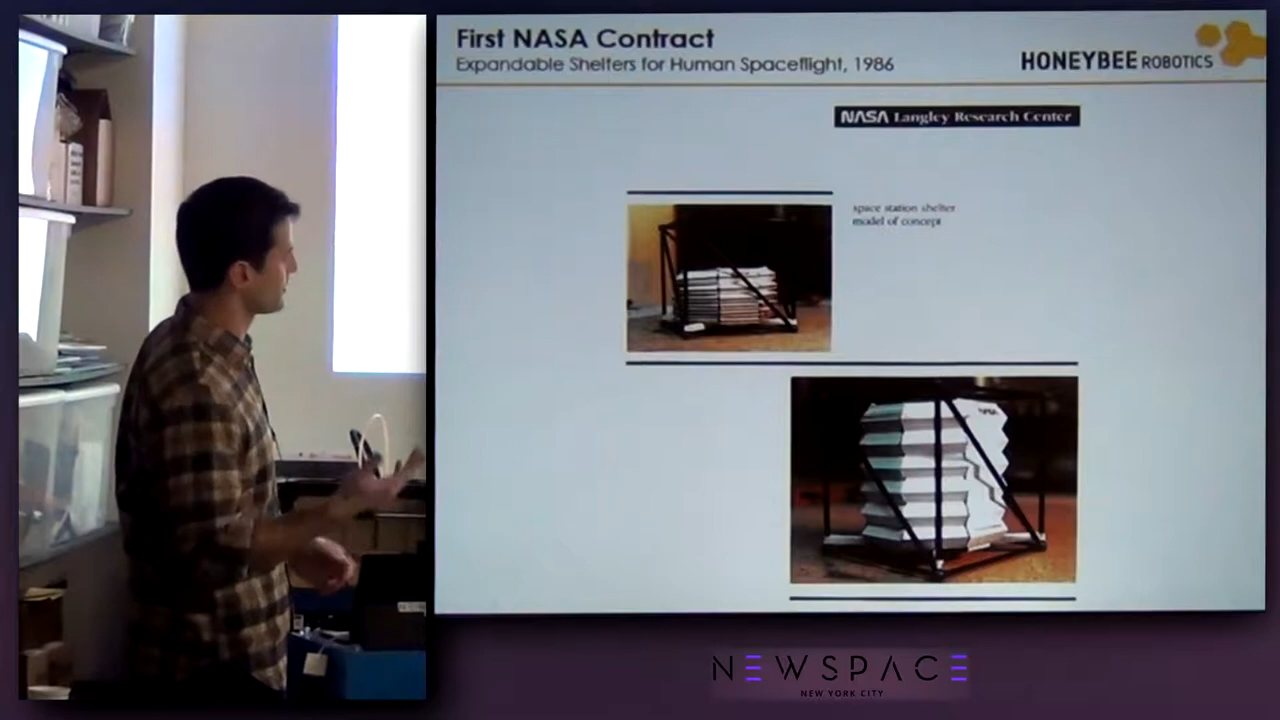 First NASA Contract
Expandable Shelters for Human Spaceflight, 1986
HONEYBEE ROBOTICS
NASA Langley Research Center
space station shelter
model of concept
NASA
NEWSPACE
NEW YORK CITY